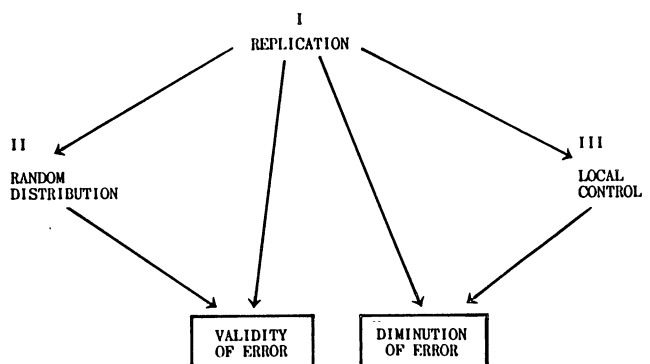 I
REPLICATION
II
RANDOM
DISTRIBUTION
III
LOCAL
CONTROL
VALIDITY
OF ERROR
DIMINUTION
OF ERROR